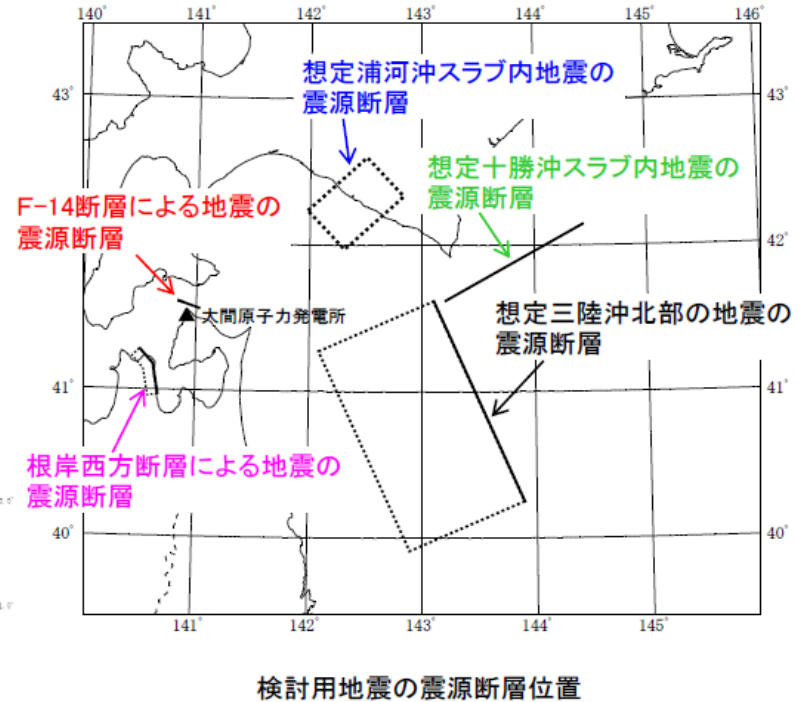 140° 141° 142° 143° 144° 145° 146°
想定浦河沖スラブ内地震の
震源断層
43° 43°
想定十勝沖スラブ内地震の
震源断層
F-14断層による地震の
震源断層
42°
大間原子力発電所
想定三陸沖北部の地震の
震源断層
41° 41°
根岸西方断層による地震の
震源断層
40° 40°
141° 142° 143° 144° 145°
検討用地震の震源断層位置